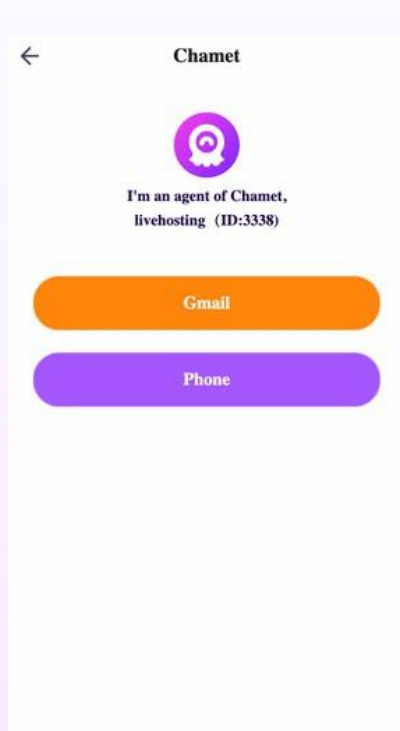 Chamet
I'm an agent of Chamet,
livehosting (ID:3338)
Gmail
Phone